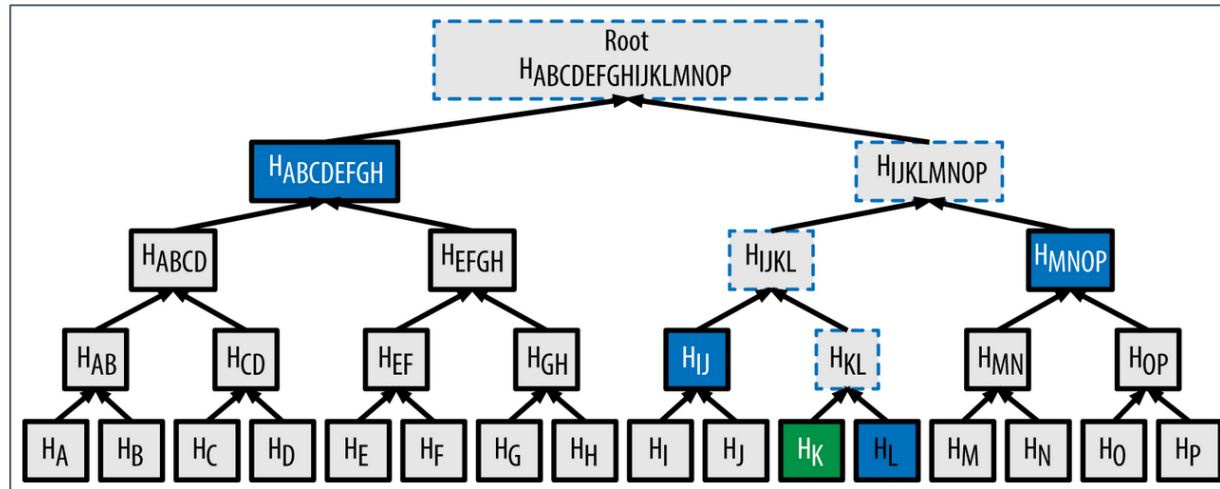 Root
HABCDEFGHIJKLMNOP
HABCDEFGH
HIJKLMNOP
HABCD
HEFGH
HIJKL
HMNOP
HAB
HCD
HEF
HGH
HIJ
HKL
HMN
HOP
HA
HB
HC
HD
HE
HF
HG
HH
HI
HJ
HK
HL
HM
HN
HO
HP